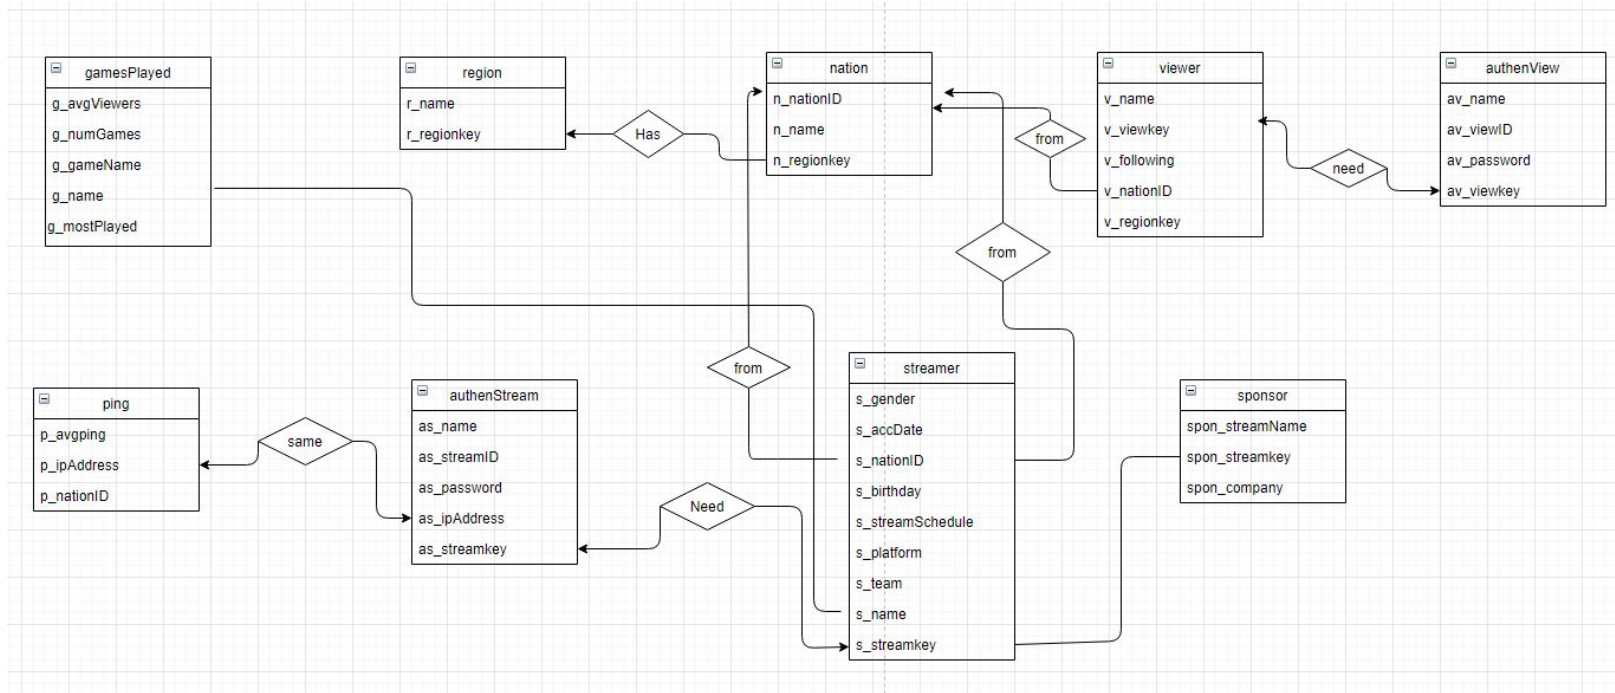 gamesPlayed
g_avgViewers
g_numGames
g_gameName
g_name
g_mostPlayed
region
r_name
r_regionkey
Has
nation
n_nationID
n_name
n_regionkey
from
viewer
v_name
v_viewkey
v_following
v_nationID
v_regionkey
need
authenView
av_name
av_viewID
av_password
av_viewkey
from
from
ping
p_avgping
p_ipAddress
p_nationID
same
authenStream
as_name
as_streamID
as_password
as_ipAddress
as_streamkey
Need
streamer
s_gender
s_accDate
s_nationID
s_birthday
s_streamSchedule
s_platform
s_team
s_name
s_streamkey
sponsor
spon_streamName
spon_streamkey
spon_company